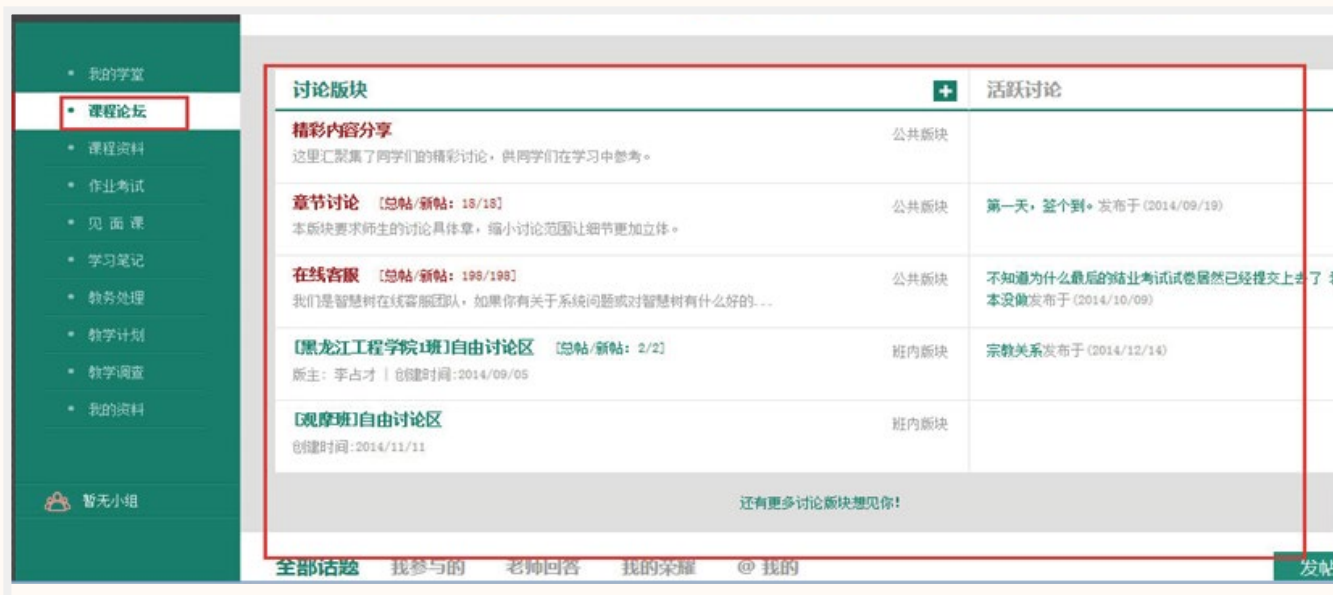 我的学堂
课程论坛
课程资料
作业考试
见 面 课
学习笔记
教务处理
教学计划
教学调查
我的资料
暂无小组
讨论版块
+
活跃讨论
精彩内容分享
公共版块
这里汇聚集了同学们的精彩讨论，供同学们在学习中参考。
章节讨论 [总帖/新帖: 18/18]
公共版块
第一天，签个到。发布于(2014/09/19)
本版块要求师生的讨论具体章，缩小讨论范围让细节更加立体。
在线客服 [总帖/新帖: 198/198]
公共版块
不知道为什么最后的结业考试试卷居然已经提交上去了
本没做发布于(2014/10/09)
我们是智慧树在线客服团队，如果你有关于系统问题或对智慧树有什么好的...
[黑龙江工程学院1班]自由讨论区 [总帖/新帖: 2/2]
班内版块
宗教关系发布于(2014/12/14)
版主: 李占才 | 创建时间:2014/09/05
[观摩班]自由讨论区
班内版块
创建时间:2014/11/11
还有更多讨论版块想见你!
全部话题 我参与的 老师回答 我的荣耀 @ 我的
发帖